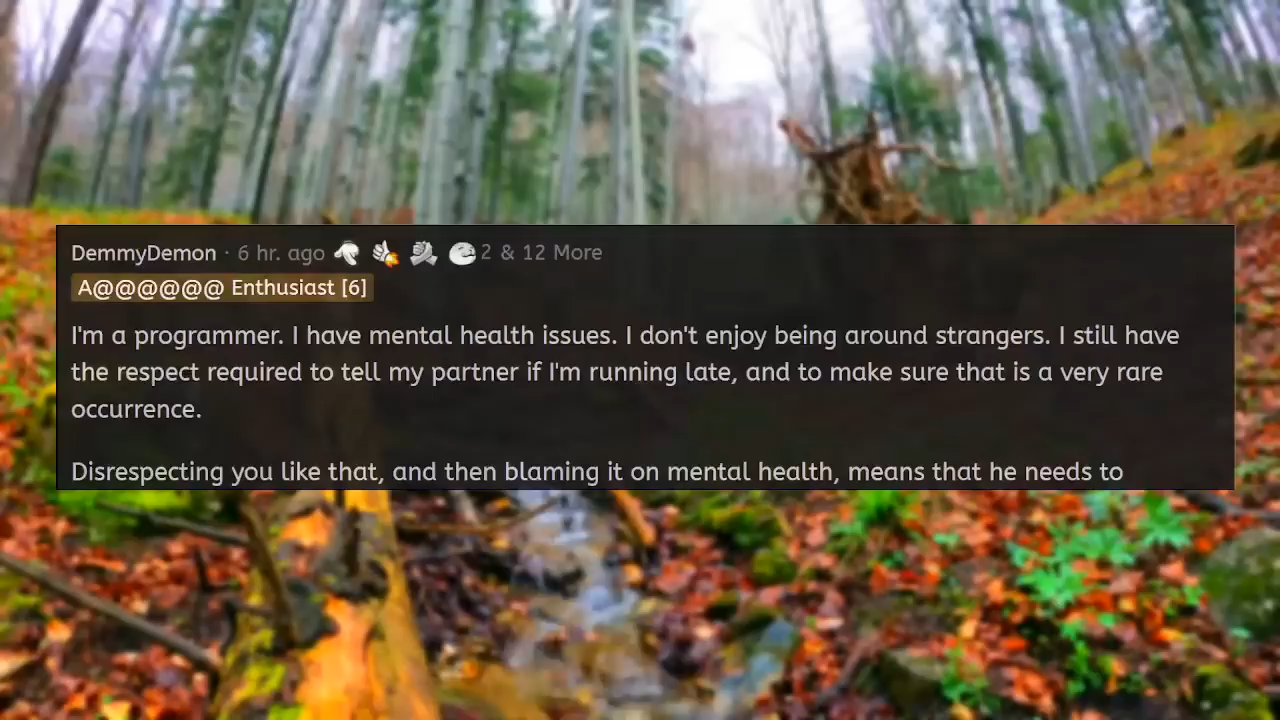 DemmyDemon · 6 hr. ago 2 & 12 More
A@@@@@@ Enthusiast [6]
I'm a programmer. I have mental health issues. I don't enjoy being around strangers. I still have
the respect required to tell my partner if I'm running late, and to make sure that is a very rare
occurrence.
Disrespecting you like that, and then blaming it on mental health, means that he needs to